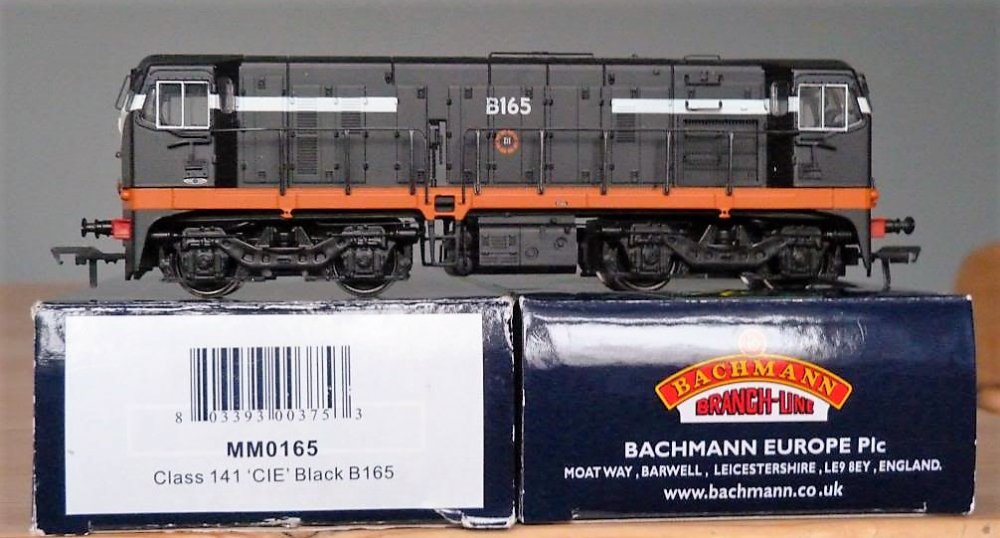 B165
8 03393 00375 3
MM0165
Class 141 'CIE' Black B165
BACHMANN
BRANCH-LINE
BACHMANN EUROPE Plc
MOAT WAY, BARWELL, LEICESTERSHIRE, LE9 8EY, ENGLAND.
www.bachmann.co.uk